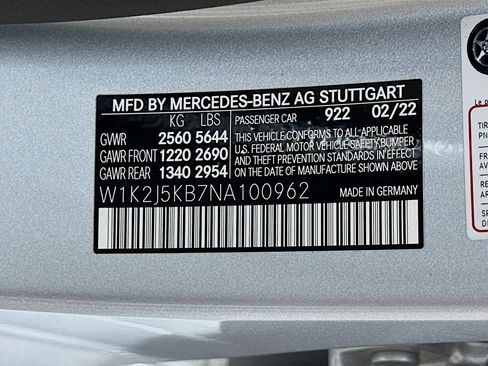 MFD BY MERCEDES-BENZ AG STUTTGART
KG LBS PASSENGER CAR 922 02/22
GVWR 2560 5644
GAWR FRONT 1220 2690
GAWR REAR 1340 2954
THIS CAR CONFORMS TO ALL APPLICABLE
U.S. FEDERAL MOTOR VEHICLE SAFETY/BUMPER
AND THEFT PREVENTION STANDARDS IN EFFECT
ON THE DATE OF MANUFACTURE SHOWN ABOVE.
W1K2J5KB7NA100962 MADE IN GERMANY